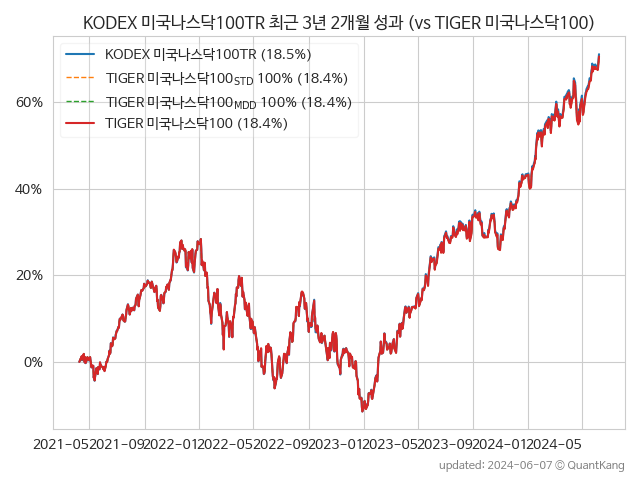 KODEX 미국나스닥100TR 최근 3년 2개월 성과 (vs TIGER 미국나스닥100)
KODEX 미국나스닥100TR (18.5%)
TIGER 미국나스닥100STD 100% (18.4%)
TIGER 미국나스닥100MDD 100% (18.4%)
TIGER 미국나스닥100 (18.4%)
60%
40%
20%
0%
2021-05 2021-09 2022-01 2022-05 2022-09 2023-01 2023-05 2023-09 2024-01 2024-05
updated: 2024-06-07 © QuantKang